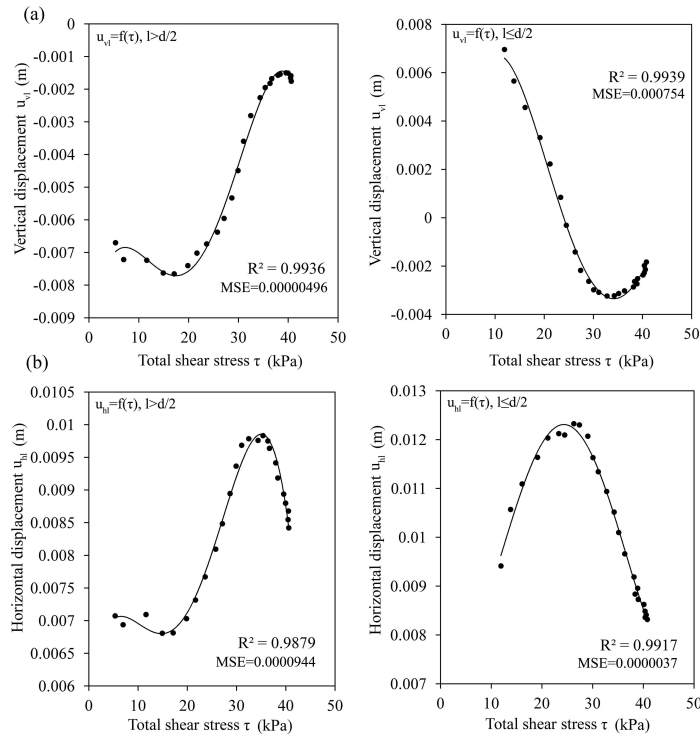 (a)
u_vl=f(τ), l>d/2
Vertical displacement u_vl (m)
0
-0.001
-0.002
-0.003
-0.004
-0.005
-0.006
-0.007
-0.008
-0.009
R² = 0.9936
MSE=0.00000496
0 10 20 30 40 50
Total shear stress τ (kPa)
u_vl=f(τ), l≤d/2
Vertical displacement u_vl (m)
0.008
0.006
0.004
0.002
0
-0.002
-0.004
R² = 0.9939
MSE=0.000754
0 10 20 30 40 50
Total shear stress τ (kPa)
(b)
u_hl=f(τ), l>d/2
Horizontal displacement u_hl (m)
0.0105
0.01
0.0095
0.009
0.0085
0.008
0.0075
0.007
0.0065
0.006
R² = 0.9879
MSE=0.0000944
0 10 20 30 40 50
Total shear stress τ (kPa)
u_hl=f(τ), l≤d/2
Horizontal displacement u_hl (m)
0.013
0.012
0.011
0.01
0.009
0.008
0.007
R² = 0.9917
MSE=0.0000037
0 10 20 30 40 50
Total shear stress τ (kPa)